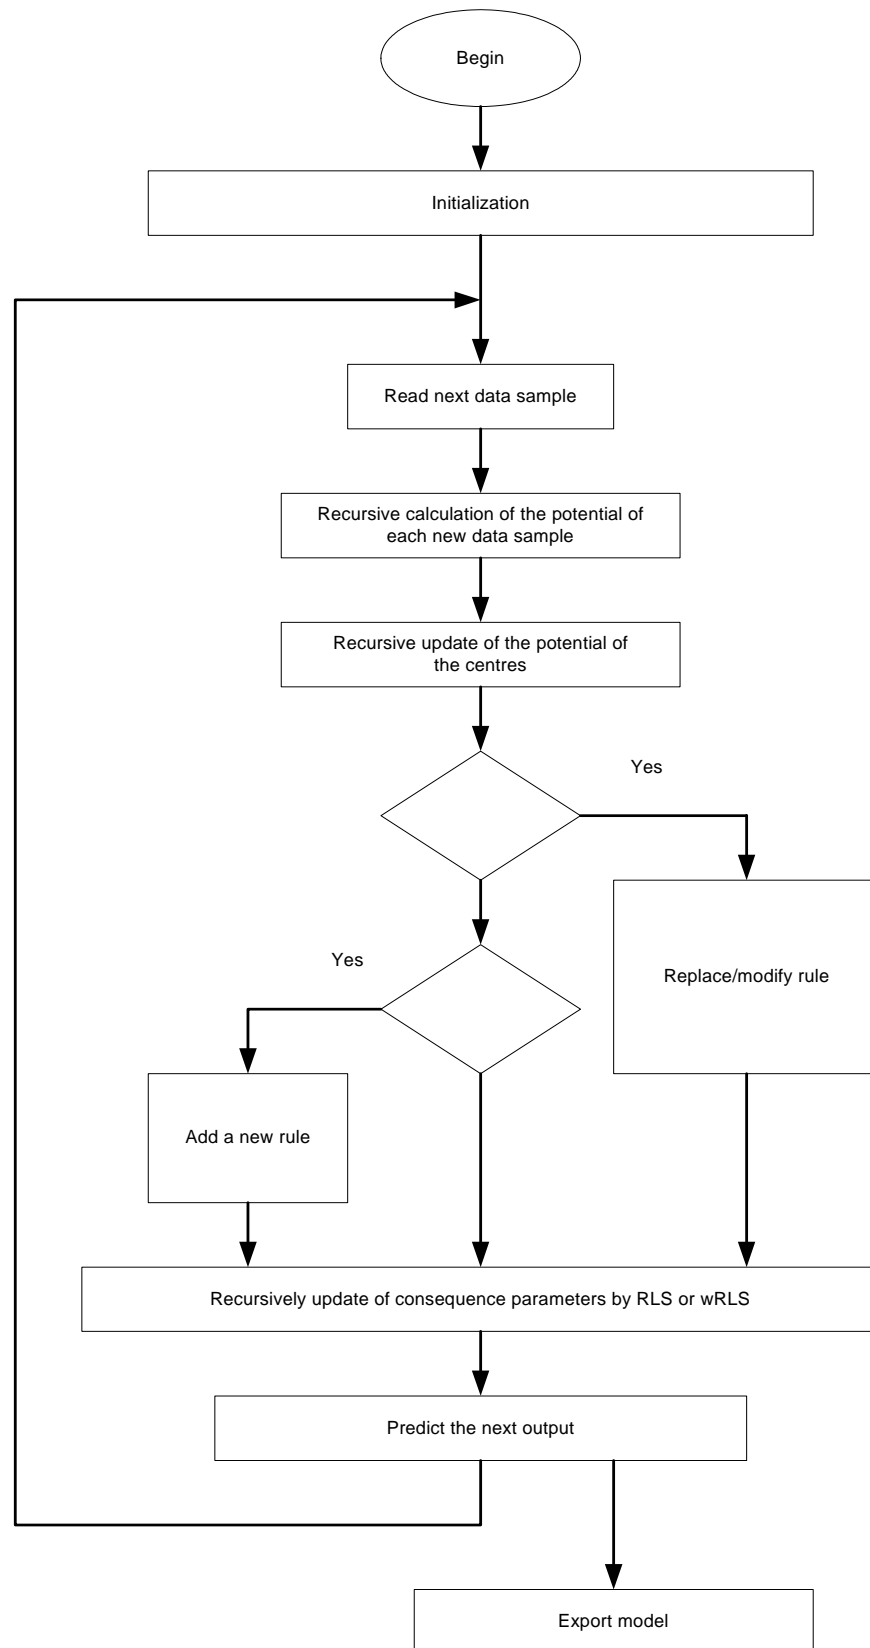 Begin
Initialization
Read next data sample
Recursive calculation of the potential of
each new data sample
Recursive update of the potential of
the centres
Yes
Yes
Replace/modify rule
Add a new rule
Recursively update of consequence parameters by RLS or wRLS
Predict the next output
Export model